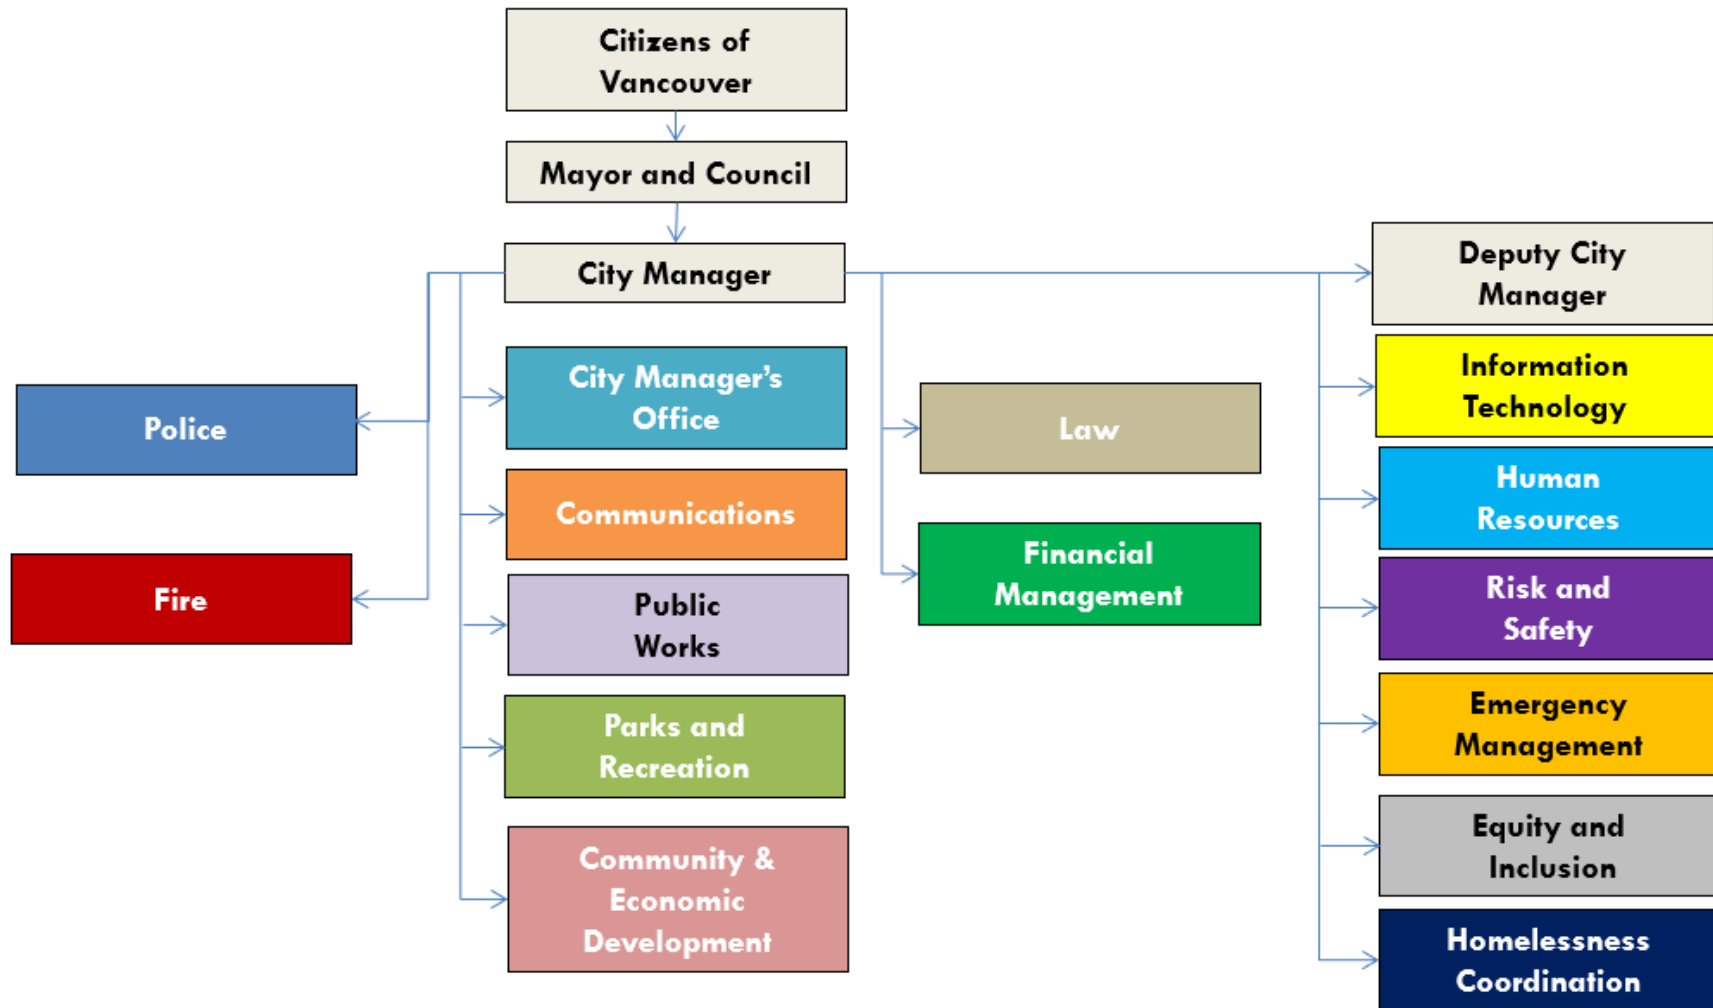 Citizens of
Vancouver
Mayor and Council
City Manager
Deputy City
Manager
Police
Fire
City Manager’s
Office
Communications
Public
Works
Parks and
Recreation
Community &
Economic
Development
Law
Financial
Management
Information
Technology
Human
Resources
Risk and
Safety
Emergency
Management
Equity and
Inclusion
Homelessness
Coordination